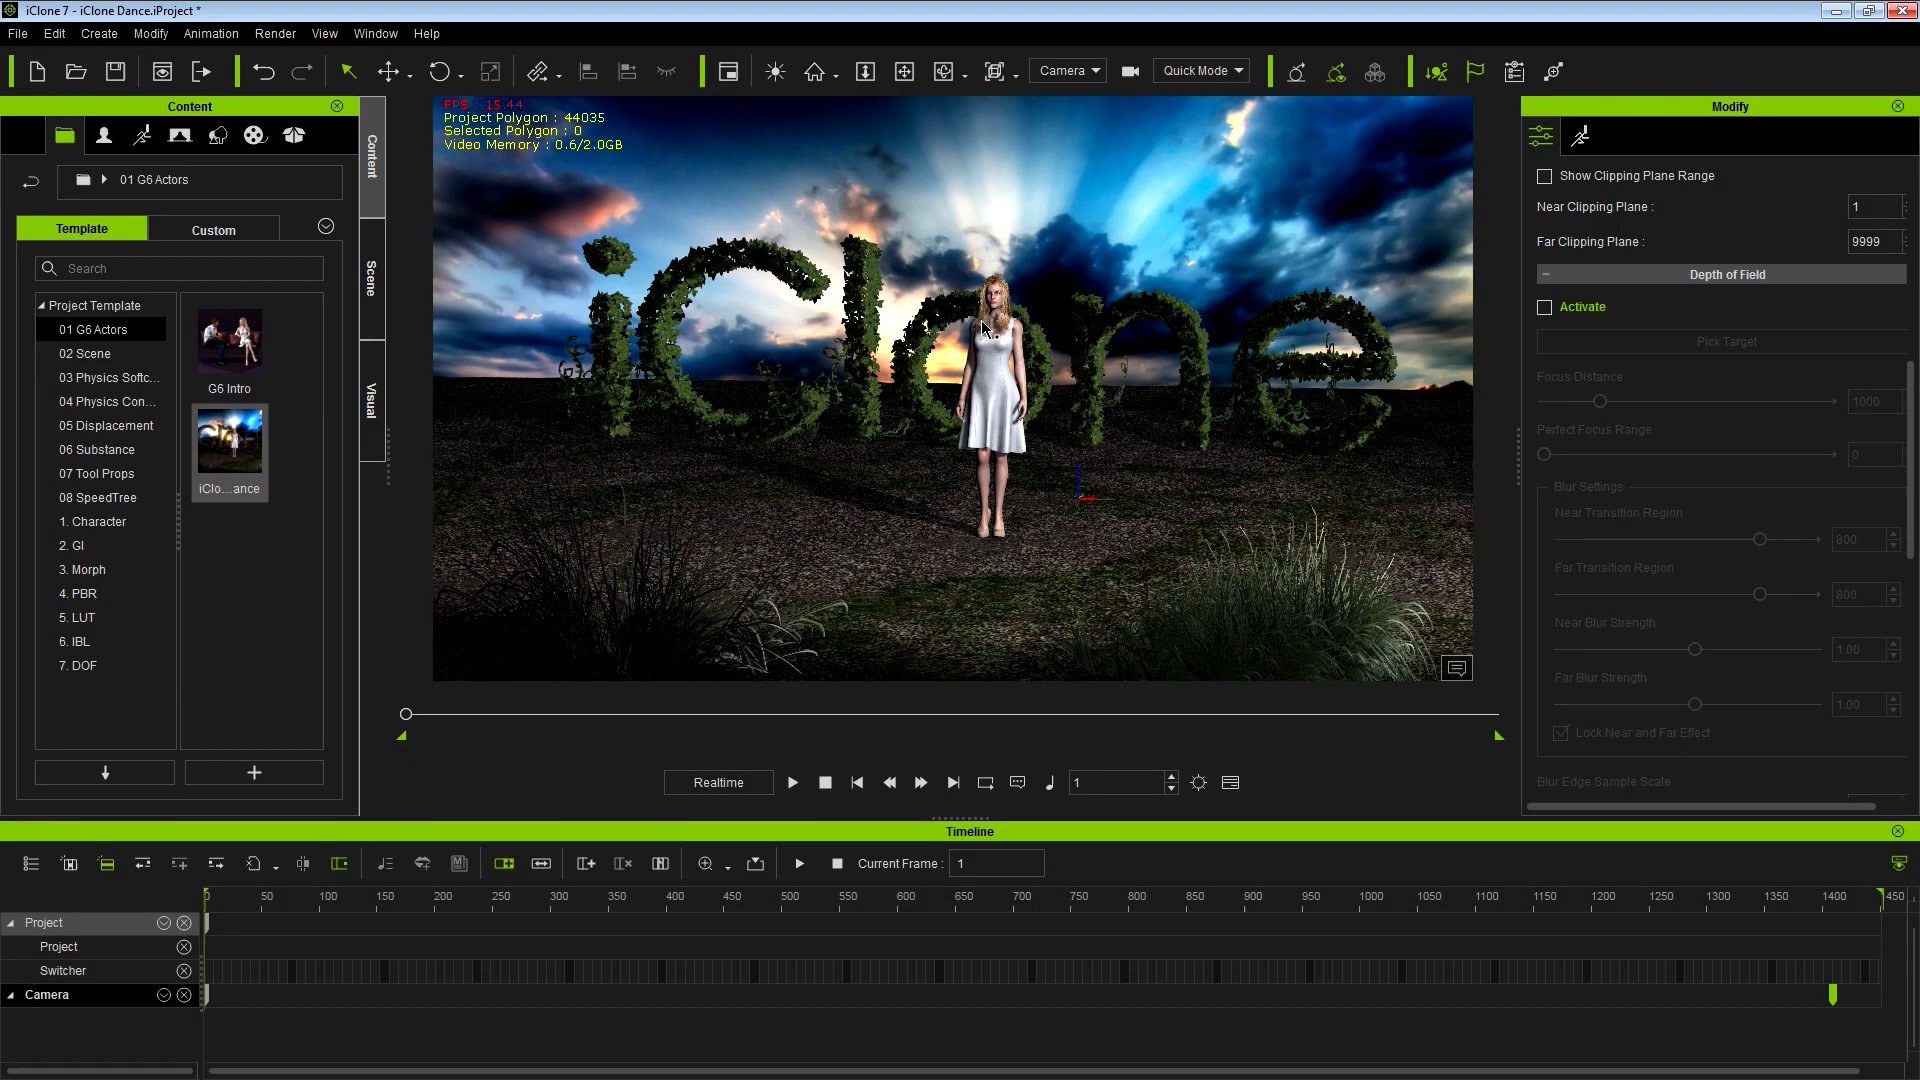 iClone 7 - iClone Dance.iProject *
File Edit Create Modify Animation Render View Window Help
Camera
Quick Mode
Content
01 G6 Actors
Template
Custom
Search
Project Template
01 G6 Actors
02 Scene
03 Physics Softc...
04 Physics Con...
05 Displacement
06 Substance
07 Tool Props
08 SpeedTree
1. Character
2. GI
3. Morph
4. PBR
5. LUT
6. IBL
7. DOF
G6 Intro
iClo...ance
Content
Scene
Visual
FPS : 15.44
Project Polygon : 44035
Selected Polygon : 0
Video Memory : 0.6/2.0GB
iClone
Realtime
1
Modify
Show Clipping Plane Range
Near Clipping Plane : 1
Far Clipping Plane : 9999
Depth of Field
Activate
Pick Target
Focus Distance
1000
Perfect Focus Range
0
Blur Settings
Near Transition Region
800
Far Transition Region
800
Near Blur Strength
1.00
Far Blur Strength
1.00
Lock Near and Far Effect
Blur Edge Sample Scale
Timeline
Current Frame : 1
0 50 100 150 200 250 300 350 400 450 500 550 600 650 700 750 800 850 900 950 1000 1050 1100 1150 1200 1250 1300 1350 1400 450
Project
Project
Switcher
Camera